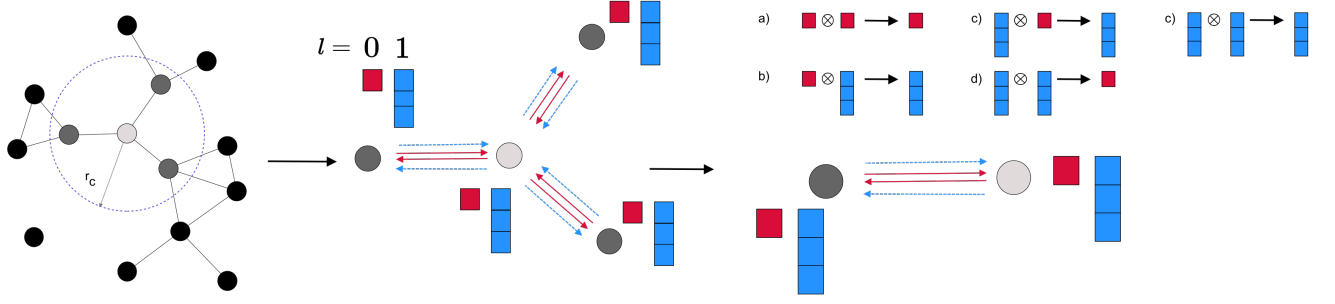 r_c
l = 0 1
a) ⊗
c) ⊗
c) ⊗
b) ⊗
d) ⊗